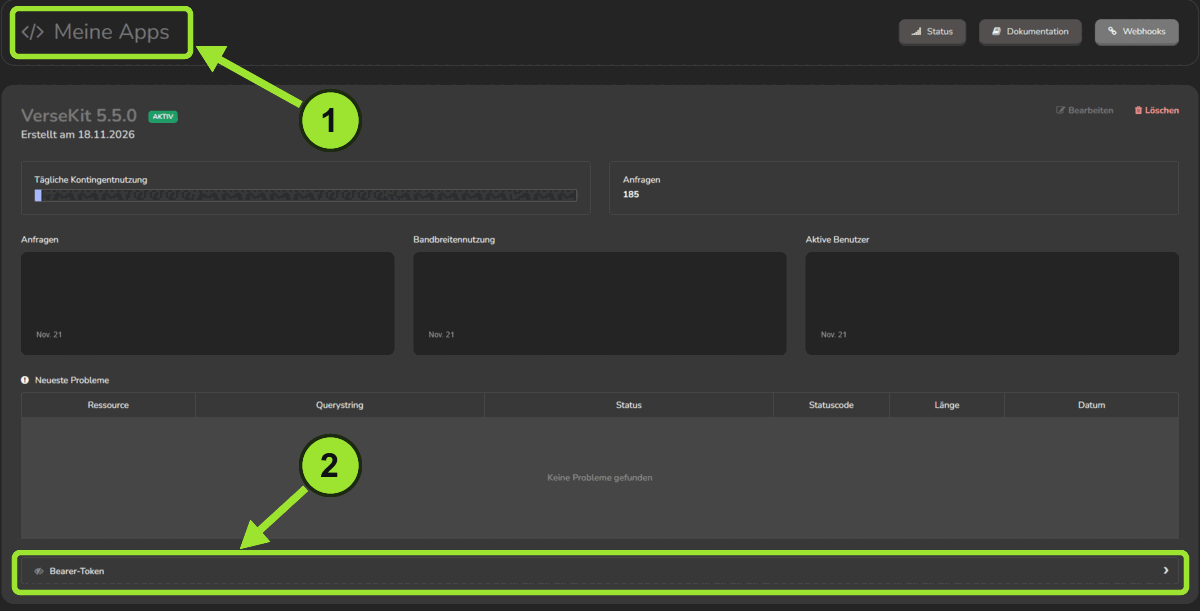 </> Meine Apps
Status
Dokumentation
Webhooks
1
VerseKit 5.5.0 AKTIV
Bearbeiten
Löschen
Erstellt am 18.11.2026
Tägliche Kontingentnutzung
Anfragen
185
Anfragen
Bandbreitennutzung
Aktive Benutzer
Nov. 21
Nov. 21
Nov. 21
Neueste Probleme
Ressource
Querystring
Status
Statuscode
Länge
Datum
2
Keine Probleme gefunden
Bearer-Token